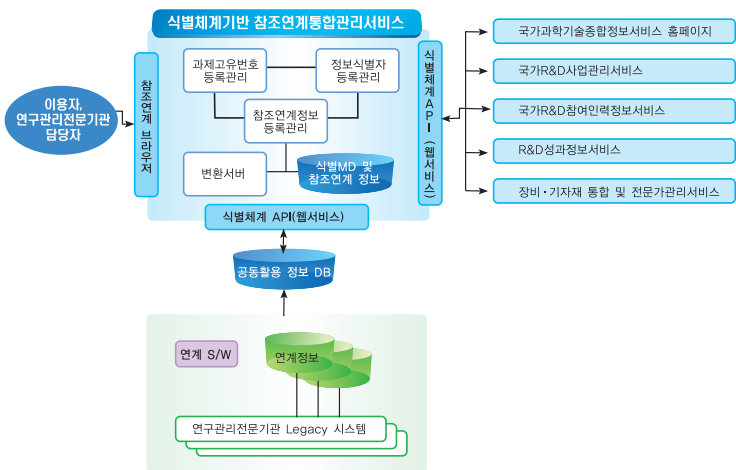 식별체계기반 참조연계통합관리서비스
이용자,
연구관리전문기관
담당자
참조연계 브라우저
과제고유번호
등록관리
정보식별자
등록관리
참조연계정보
등록관리
변환서버
식별MD 및
참조연계 정보
식별체계API(웹서비스)
식별체계 API(웹서비스)
국가과학기술종합정보서비스 홈페이지
국가R&D사업관리서비스
국가R&D참여인력정보서비스
R&D성과정보서비스
장비·기자재 통합 및 전문가관리서비스
공동활용 정보 DB
연계 S/W
연계정보
연구관리전문기관 Legacy 시스템